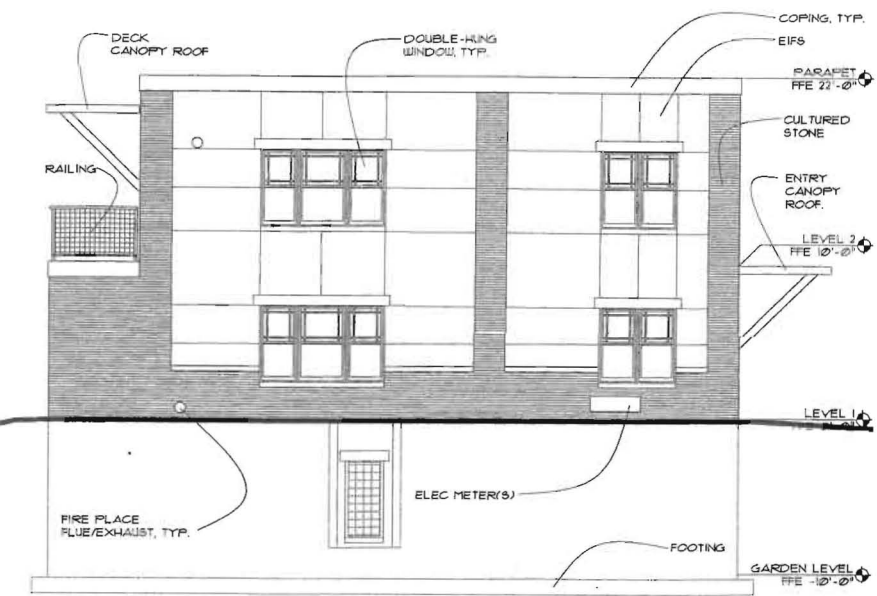 COPING, TYP.
EIFS
DECK
CANOPY ROOF
DOUBLE-HUNG
WINDOW, TYP.
PARAPET
FFE 22'-0"
CULTURED
STONE
RAILING
ENTRY
CANOPY
ROOF.
LEVEL 2
FFE 10'-0"
LEVEL 1
ELEC METER(S)
FIRE PLACE
FLUE/EXHAUST, TYP.
FOOTING
GARDEN LEVEL
FFE -10'-0"